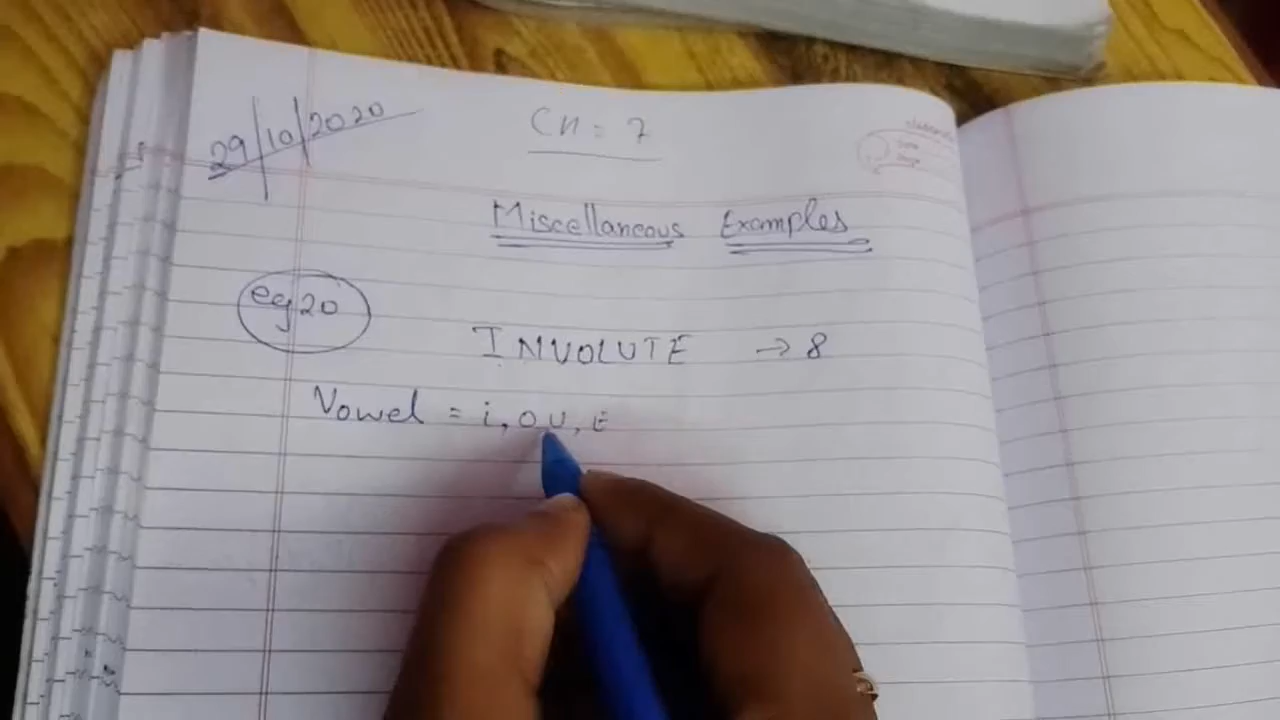 29/10/2020
CH = 7
Miscellaneous Examples
eg 20
INVOLUTE → 8
Vowel = i, O, U, E